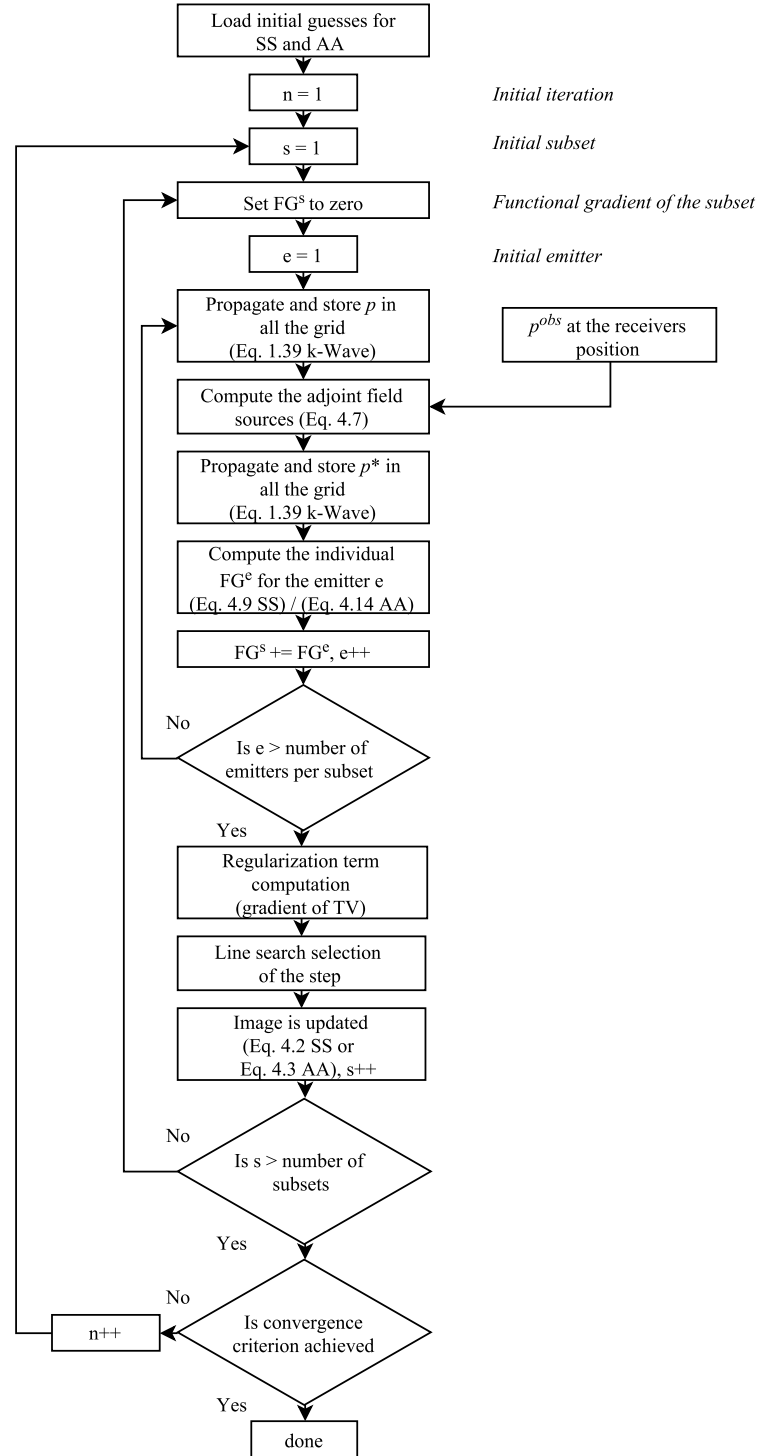 Load initial guesses for
SS and AA
n = 1
Initial iteration
s = 1
Initial subset
Set FGˢ to zero
Functional gradient of the subset
e = 1
Initial emitter
Propagate and store p in
all the grid
(Eq. 1.39 k-Wave)
pᵒᵇˢ at the receivers
position
Compute the adjoint field
sources (Eq. 4.7)
Propagate and store p* in
all the grid
(Eq. 1.39 k-Wave)
Compute the individual
FGᵉ for the emitter e
(Eq. 4.9 SS) / (Eq. 4.14 AA)
FGˢ += FGᵉ, e++
No
Is e > number of
emitters per subset
Yes
Regularization term
computation
(gradient of TV)
Line search selection
of the step
Image is updated
(Eq. 4.2 SS or
Eq. 4.3 AA), s++
No
Is s > number of
subsets
Yes
No
Is convergence
criterion achieved
n++
Yes
done